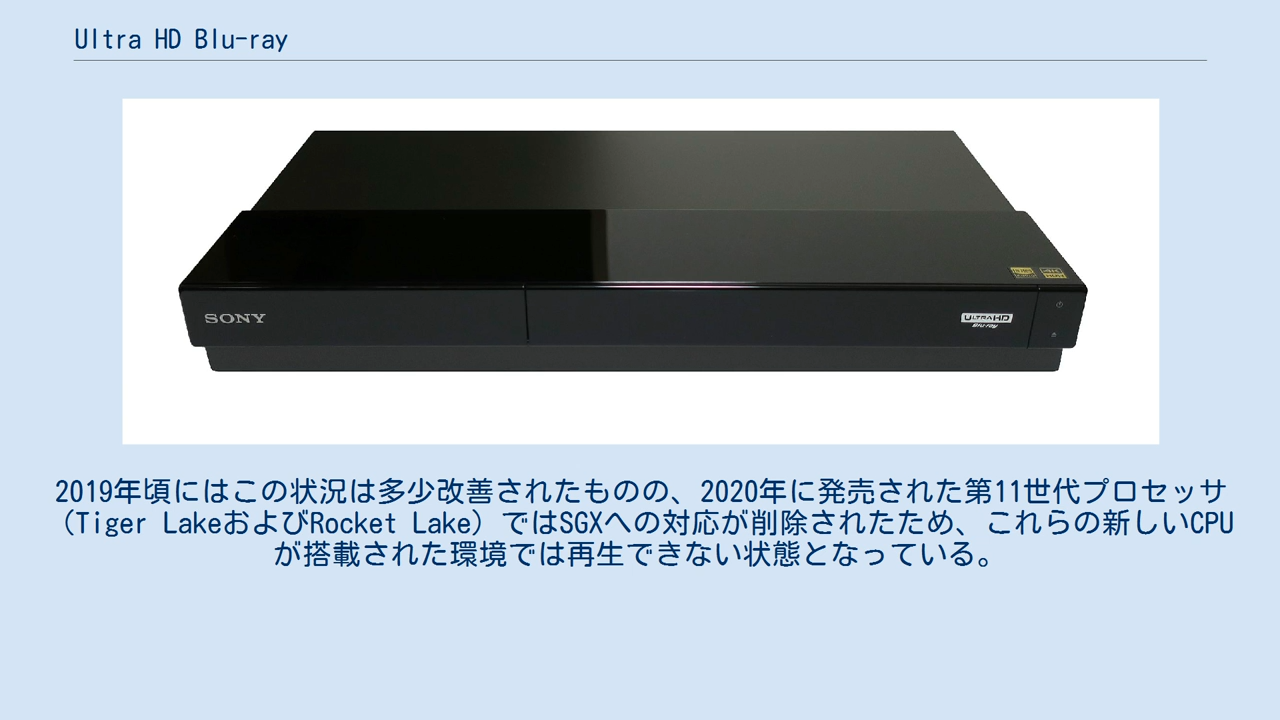 Ultra HD Blu-ray
SONY
ULTRA HD
Blu-ray
2019年頃にはこの状況は多少改善されたものの、2020年に発売された第11世代プロセッサ
（Tiger LakeおよびRocket Lake）ではSGXへの対応が削除されたため、これらの新しいCPU
が搭載された環境では再生できない状態となっている。